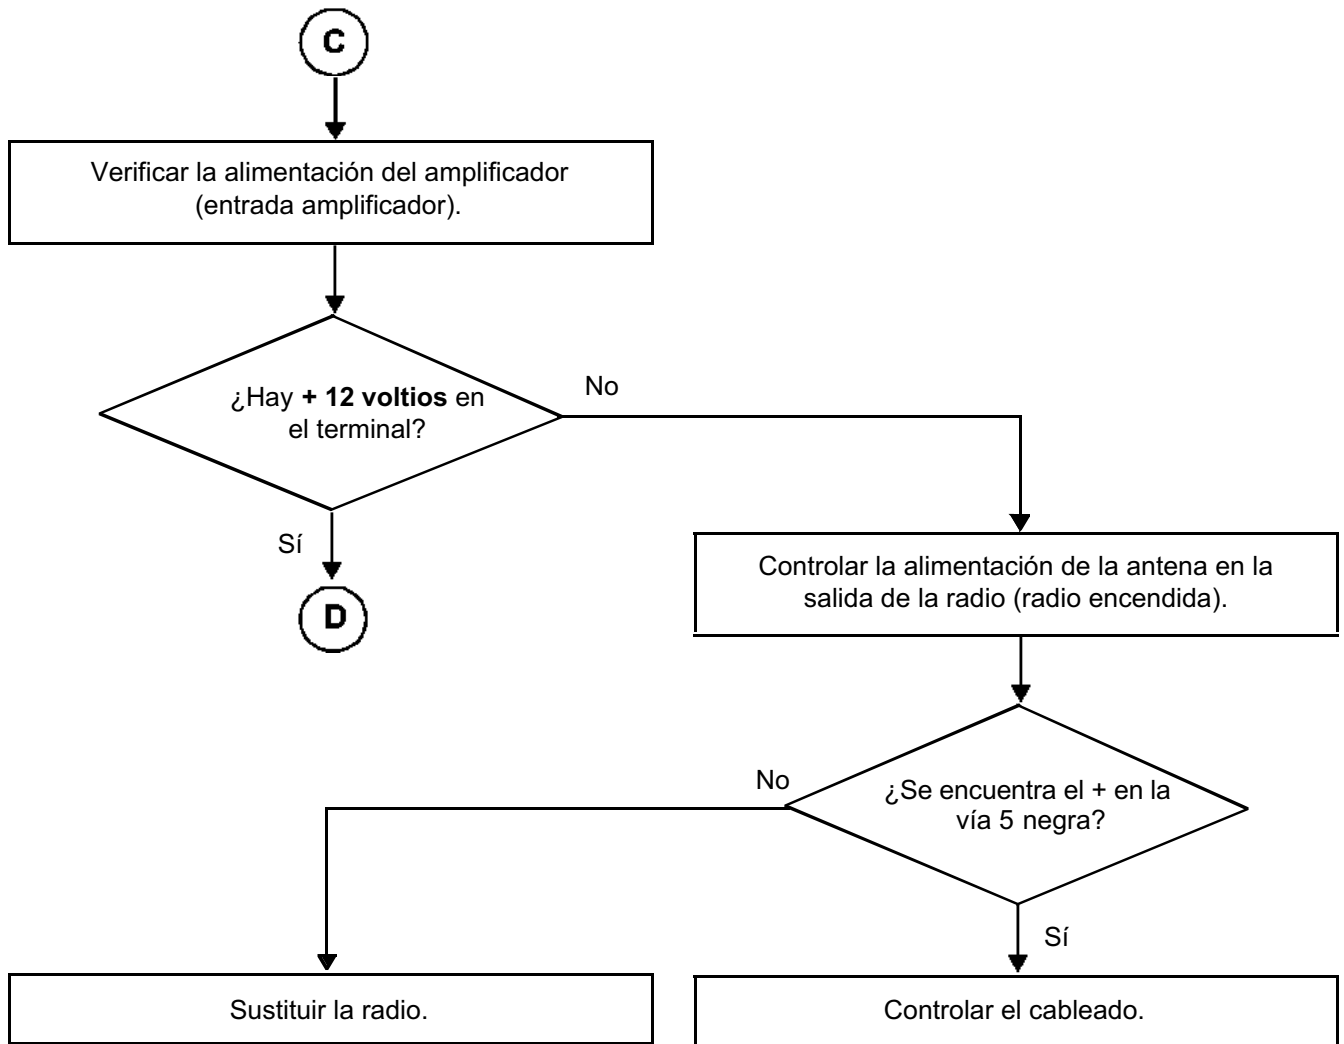 C
Verificar la alimentación del amplificador
(entrada amplificador).
¿Hay + 12 voltios en
el terminal?
No
Sí
D
Controlar la alimentación de la antena en la
salida de la radio (radio encendida).
¿Se encuentra el + en la
vía 5 negra?
No
Sí
Sustituir la radio.
Controlar el cableado.